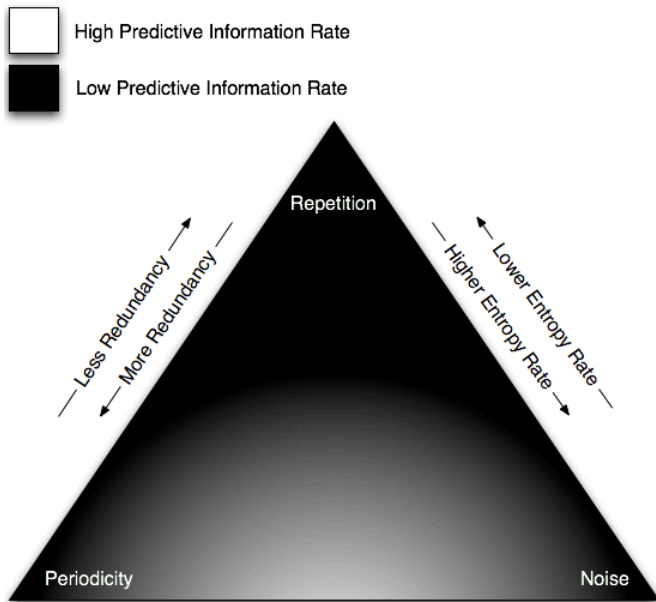 High Predictive Information Rate
Low Predictive Information Rate
Repetition
Less Redundancy
More Redundancy
Higher Entropy Rate
Lower Entropy Rate
Periodicity
Noise